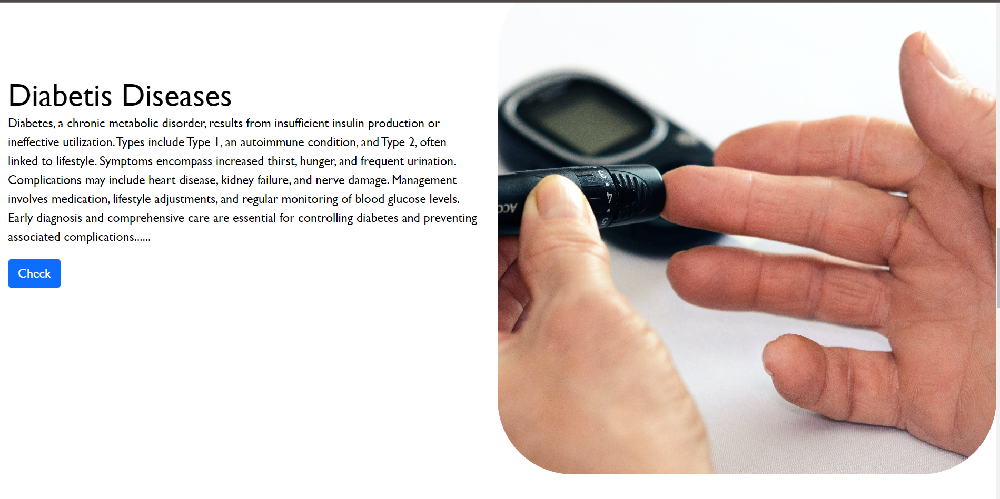 Diabetis Diseases
Diabetes, a chronic metabolic disorder, results from insufficient insulin production or
ineffective utilization. Types include Type 1, an autoimmune condition, and Type 2, often
linked to lifestyle. Symptoms encompass increased thirst, hunger, and frequent urination.
Complications may include heart disease, kidney failure, and nerve damage. Management
involves medication, lifestyle adjustments, and regular monitoring of blood glucose levels.
Early diagnosis and comprehensive care are essential for controlling diabetes and preventing
associated complications......
Check
3
4
5